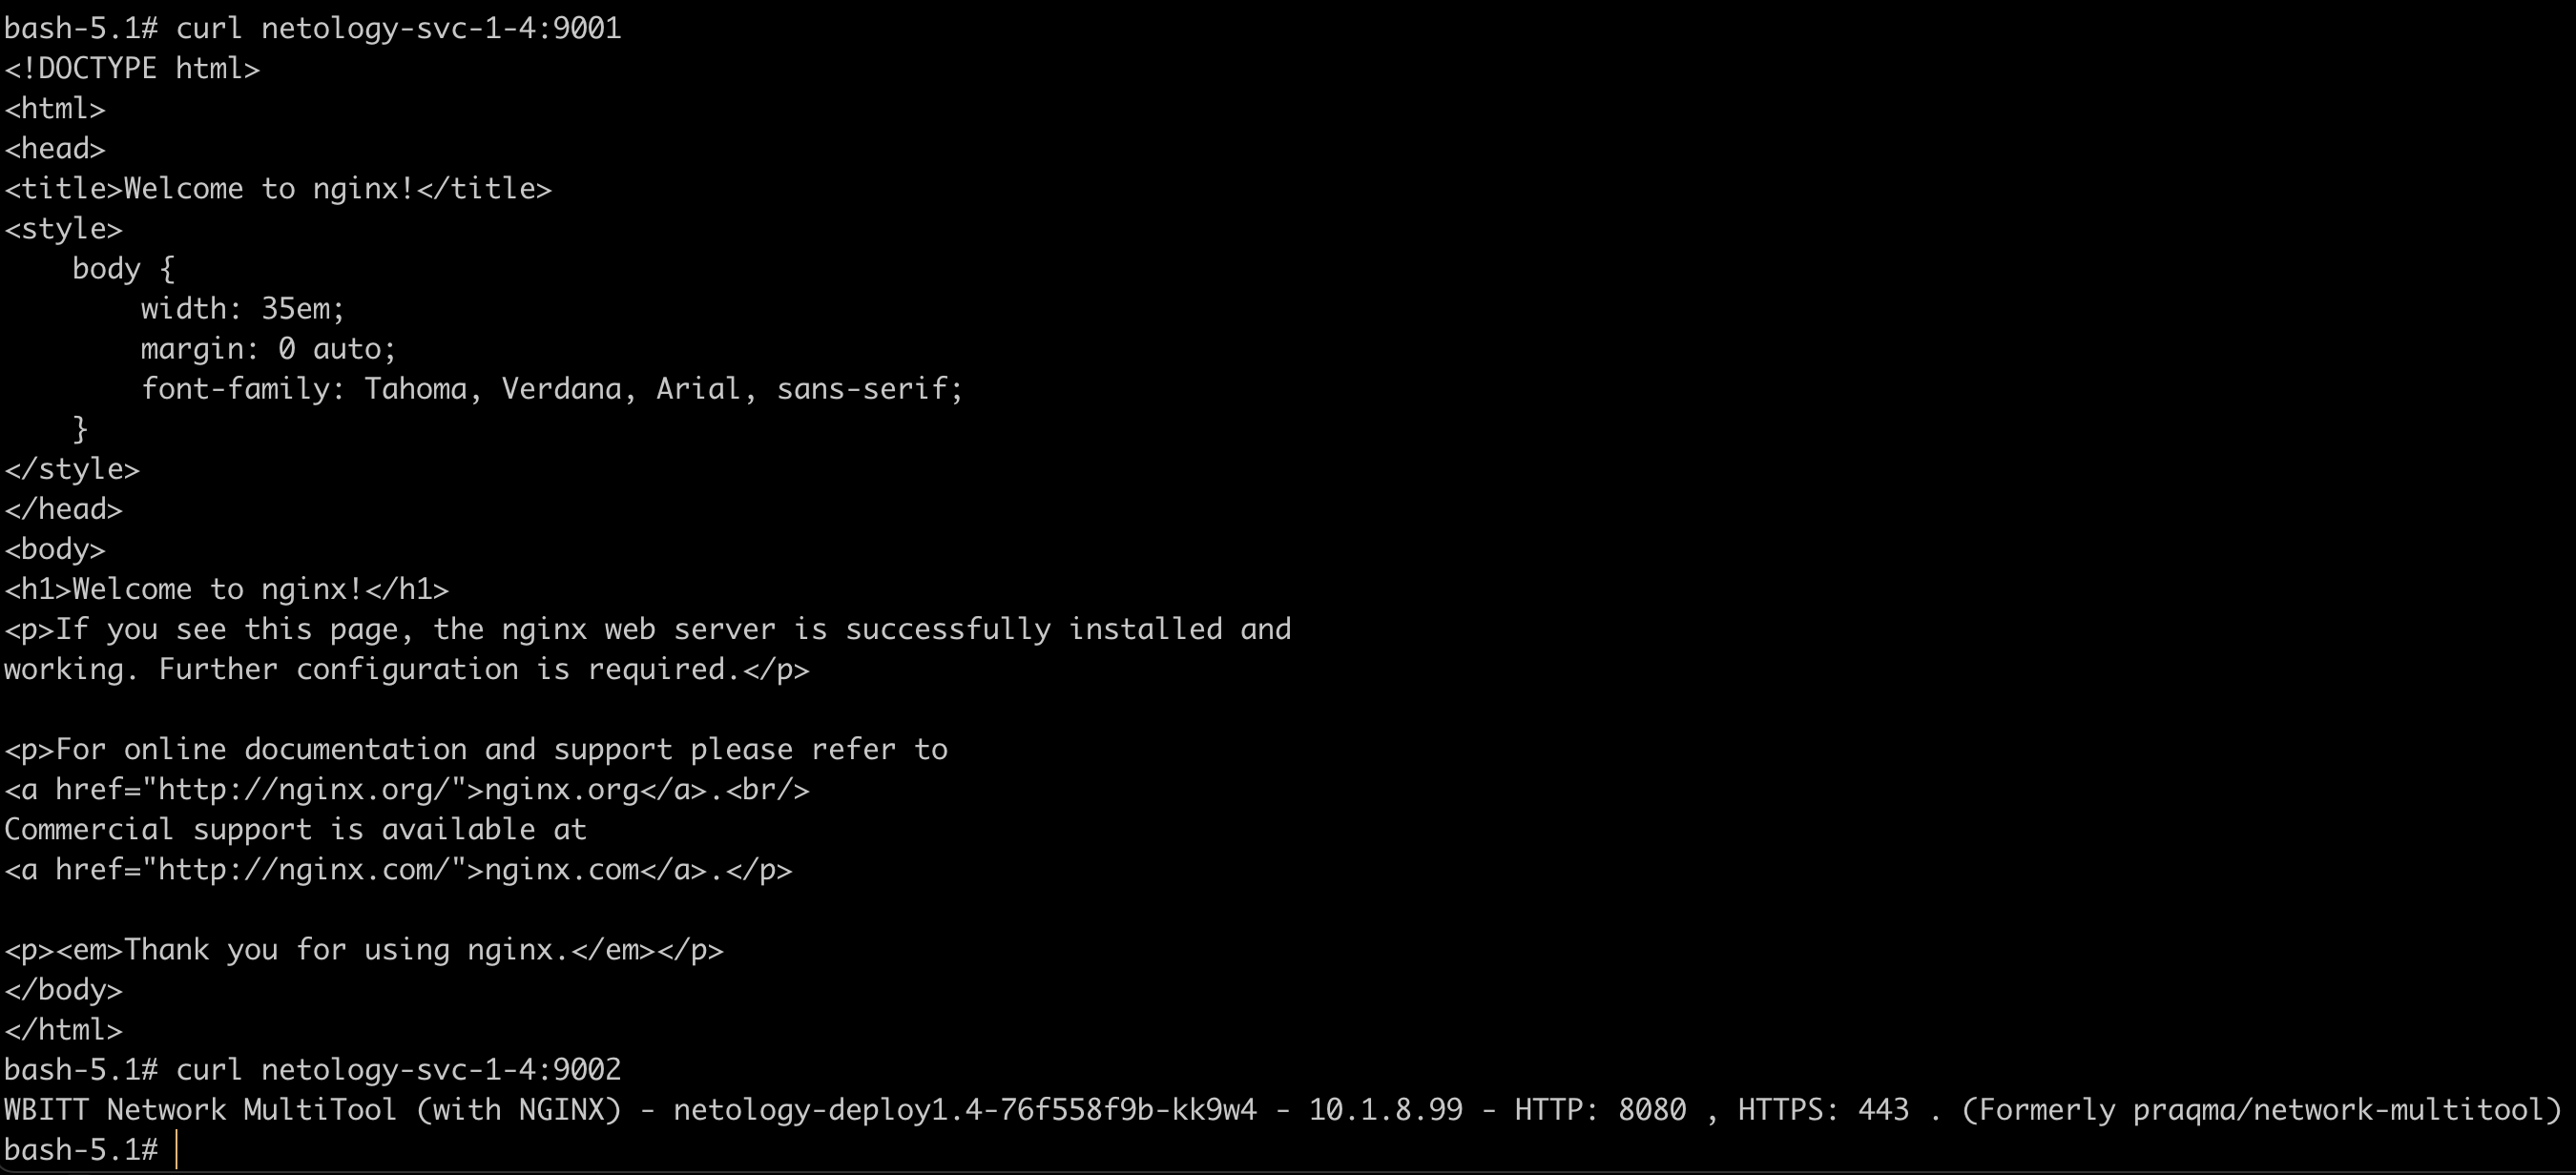 bash-5.1# curl netology-svc-1-4:9001
<!DOCTYPE html>
<html>
<head>
<title>Welcome to nginx!</title>
<style>
    body {
        width: 35em;
        margin: 0 auto;
        font-family: Tahoma, Verdana, Arial, sans-serif;
    }
</style>
</head>
<body>
<h1>Welcome to nginx!</h1>
<p>If you see this page, the nginx web server is successfully installed and
working. Further configuration is required.</p>

<p>For online documentation and support please refer to
<a href="http://nginx.org/">nginx.org</a>.<br/>
Commercial support is available at
<a href="http://nginx.com/">nginx.com</a>.</p>

<p><em>Thank you for using nginx.</em></p>
</body>
</html>
bash-5.1# curl netology-svc-1-4:9002
WBITT Network MultiTool (with NGINX) - netology-deploy1.4-76f558f9b-kk9w4 - 10.1.8.99 - HTTP: 8080 , HTTPS: 443 . (Formerly praqma/network-multitool)
bash-5.1#